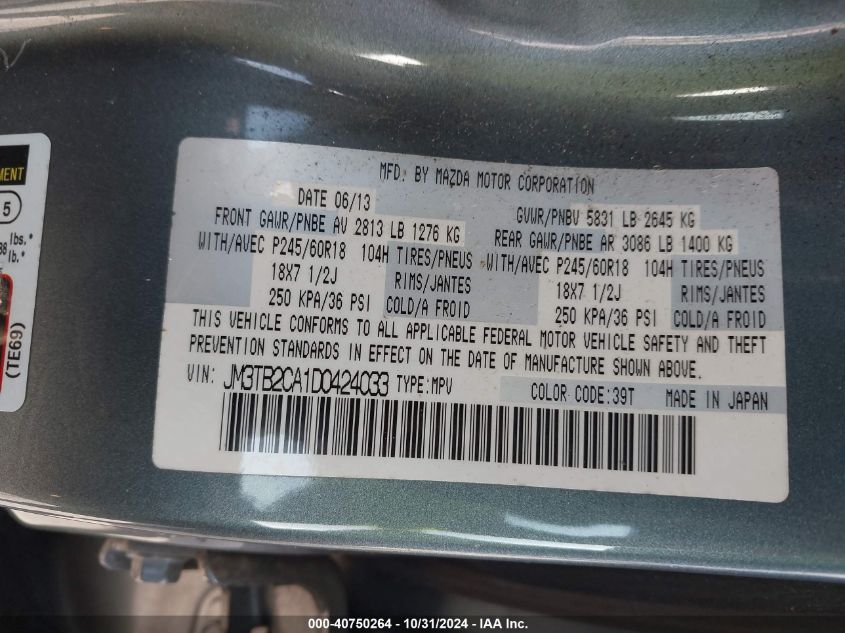 MENT
5
38 lbs.*
lb.*
(TE69)
MFD. BY MAZDA MOTOR CORPORATION
DATE 06/13
GVWR/PNBV 5831 LB 2645 KG
FRONT GAWR/PNBE AV 2813 LB 1276 KG
REAR GAWR/PNBE AR 3086 LB 1400 KG
WITH/AVEC P245/60R18 104H TIRES/PNEUS WITH/AVEC P245/60R18 104H TIRES/PNEUS
18X7 1/2J RIMS/JANTES 18X7 1/2J RIMS/JANTES
250 KPA/36 PSI COLD/A FROID 250 KPA/36 PSI COLD/A FROID
THIS VEHICLE CONFORMS TO ALL APPLICABLE FEDERAL MOTOR VEHICLE SAFETY AND THEFT
PREVENTION STANDARDS IN EFFECT ON THE DATE OF MANUFACTURE SHOWN ABOVE.
VIN: JM3TB2CA1D0424033 TYPE:MPV COLOR CODE:39T MADE IN JAPAN
000-40750264 - 10/31/2024 - IAA Inc.